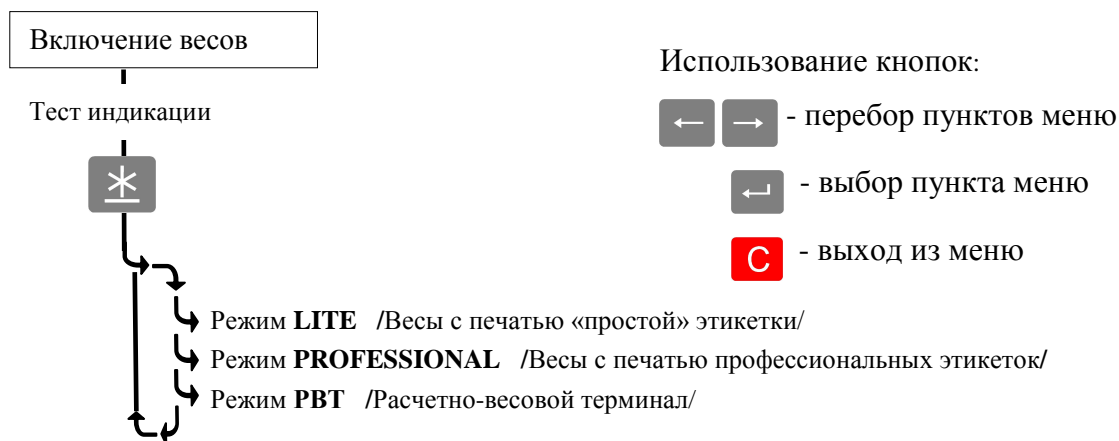 Включение весов
Тест индикации
Использование кнопок:
- перебор пунктов меню
- выбор пункта меню
C - выход из меню
Режим LITE /Весы с печатью «простой» этикетки/
Режим PROFESSIONAL /Весы с печатью профессиональных этикеток/
Режим РВТ /Расчетно-весовой терминал/